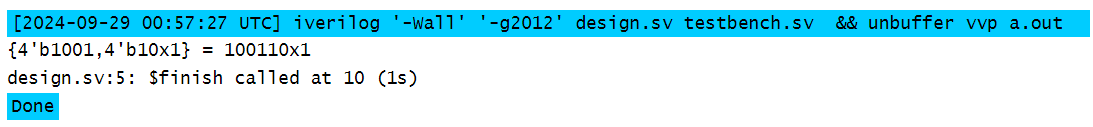 [2024-09-29 00:57:27 UTC] iverilog '-Wall' '-g2012' design.sv testbench.sv  && unbuffer vvp a.out
{4'b1001,4'b10x1} = 100110x1
design.sv:5: $finish called at 10 (1s)
Done